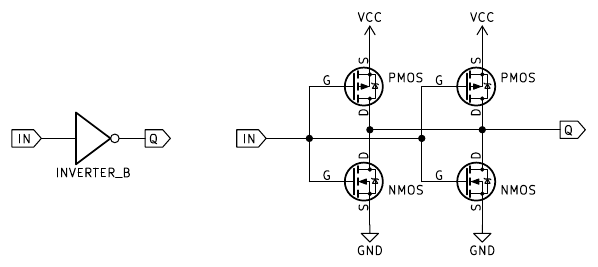 VCC VCC
S S
G PMOS G PMOS
D D
IN Q IN Q
D D
INVERTER_B G NMOS G NMOS
S S
GND GND